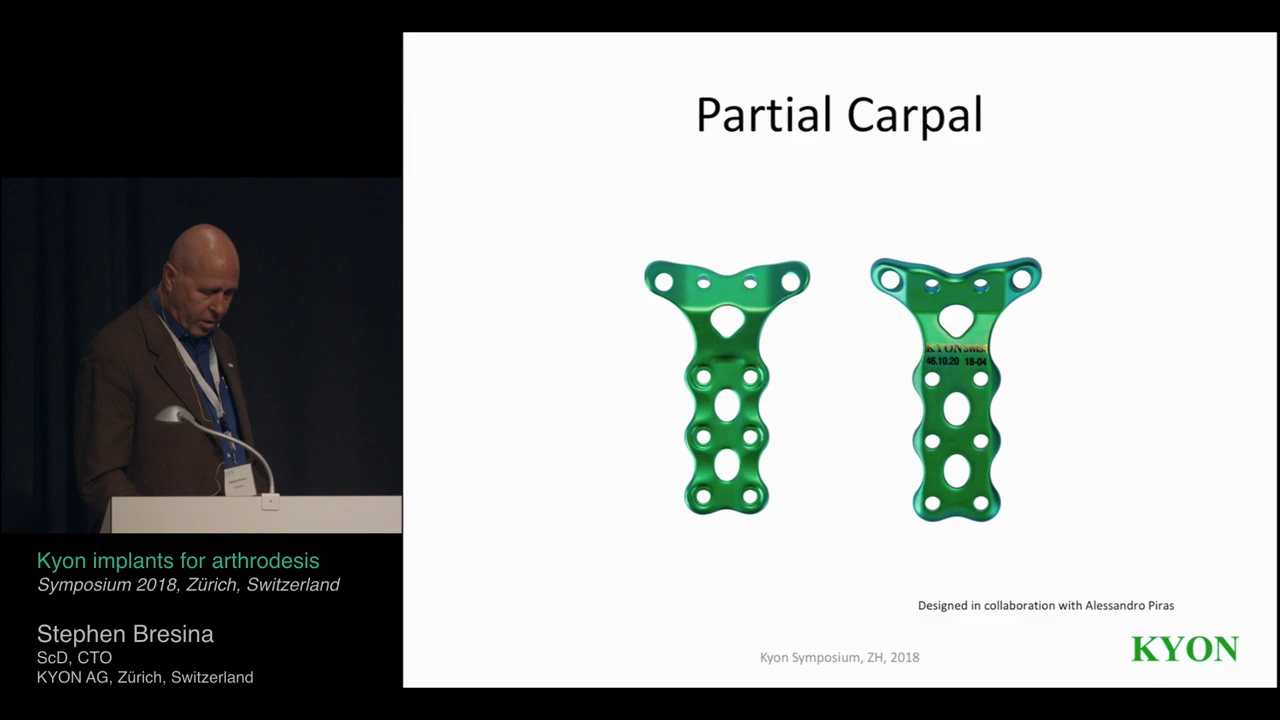 Partial Carpal
KYON SWISS
46.10.20 18-04
Designed in collaboration with Alessandro Piras
Kyon Symposium, ZH, 2018
KYON
Kyon implants for arthrodesis
Symposium 2018, Zürich, Switzerland
Stephen Bresina
ScD, CTO
KYON AG, Zürich, Switzerland